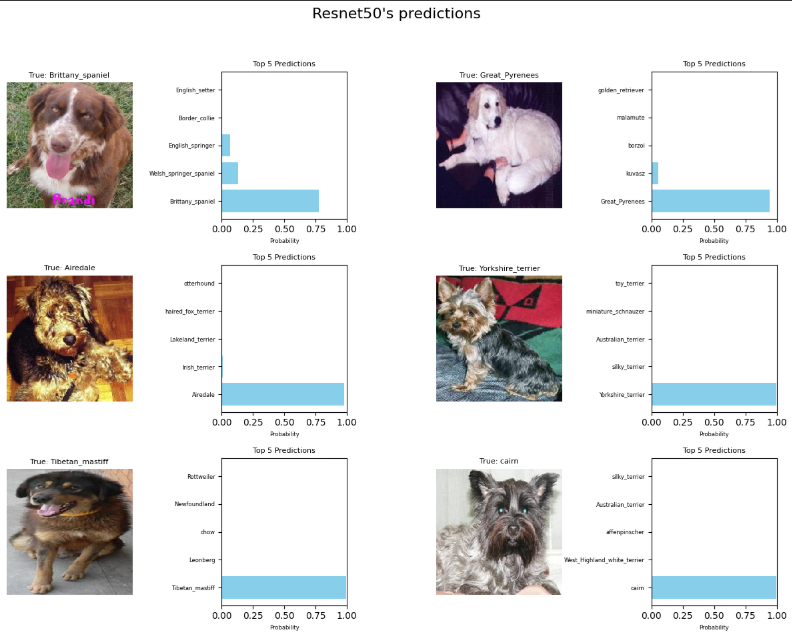 Resnet50's predictions
True: Brittany_spaniel
Brandi
Top 5 Predictions
English_setter
Border_collie
English_springer
Welsh_springer_spaniel
Brittany_spaniel
0.00 0.25 0.50 0.75 1.00
Probability
True: Great_Pyrenees
Top 5 Predictions
golden_retriever
malamute
borzoi
kuvasz
Great_Pyrenees
0.00 0.25 0.50 0.75 1.00
Probability
True: Airedale
Top 5 Predictions
otterhound
haired_fox_terrier
Lakeland_terrier
Irish_terrier
Airedale
0.00 0.25 0.50 0.75 1.00
Probability
True: Yorkshire_terrier
Top 5 Predictions
toy_terrier
miniature_schnauzer
Australian_terrier
silky_terrier
Yorkshire_terrier
0.00 0.25 0.50 0.75 1.00
Probability
True: Tibetan_mastiff
Top 5 Predictions
Rottweiler
Newfoundland
chow
Leonberg
Tibetan_mastiff
0.00 0.25 0.50 0.75 1.00
Probability
True: cairn
Top 5 Predictions
silky_terrier
Australian_terrier
affenpinscher
West_Highland_white_terrier
cairn
0.00 0.25 0.50 0.75 1.00
Probability